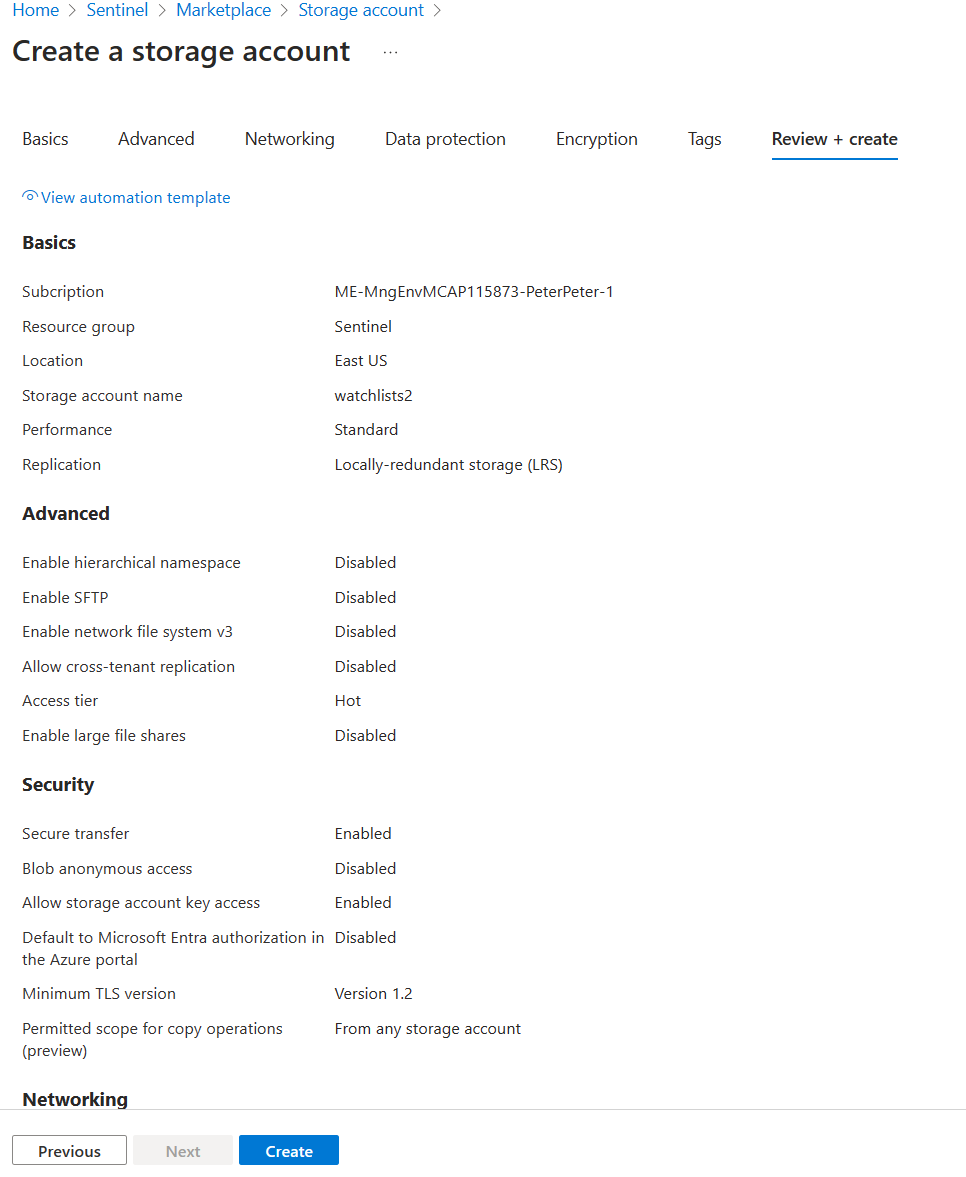 Home > Sentinel > Marketplace > Storage account >
Create a storage account ...
Basics Advanced Networking Data protection Encryption Tags Review + create
View automation template
Basics
Subcription ME-MngEnvMCAP115873-PeterPeter-1
Resource group Sentinel
Location East US
Storage account name watchlists2
Performance Standard
Replication Locally-redundant storage (LRS)
Advanced
Enable hierarchical namespace Disabled
Enable SFTP Disabled
Enable network file system v3 Disabled
Allow cross-tenant replication Disabled
Access tier Hot
Enable large file shares Disabled
Security
Secure transfer Enabled
Blob anonymous access Disabled
Allow storage account key access Enabled
Default to Microsoft Entra authorization in Disabled
the Azure portal
Minimum TLS version Version 1.2
Permitted scope for copy operations From any storage account
(preview)
Networking
Previous Next Create